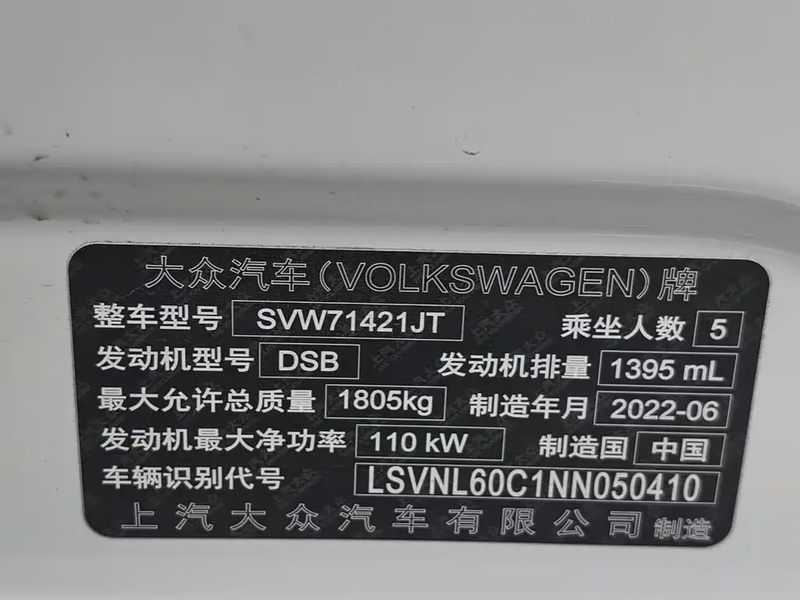 大众汽车(VOLKSWAGEN)牌
整车型号 SVW71421JT 乘坐人数 5
发动机型号 DSB 发动机排量 1395 mL
最大允许总质量 1805kg 制造年月 2022-06
发动机最大净功率 110 kW 制造国 中国
车辆识别代号 LSVNL60C1NN050410
上汽大众汽车有限公司 制造